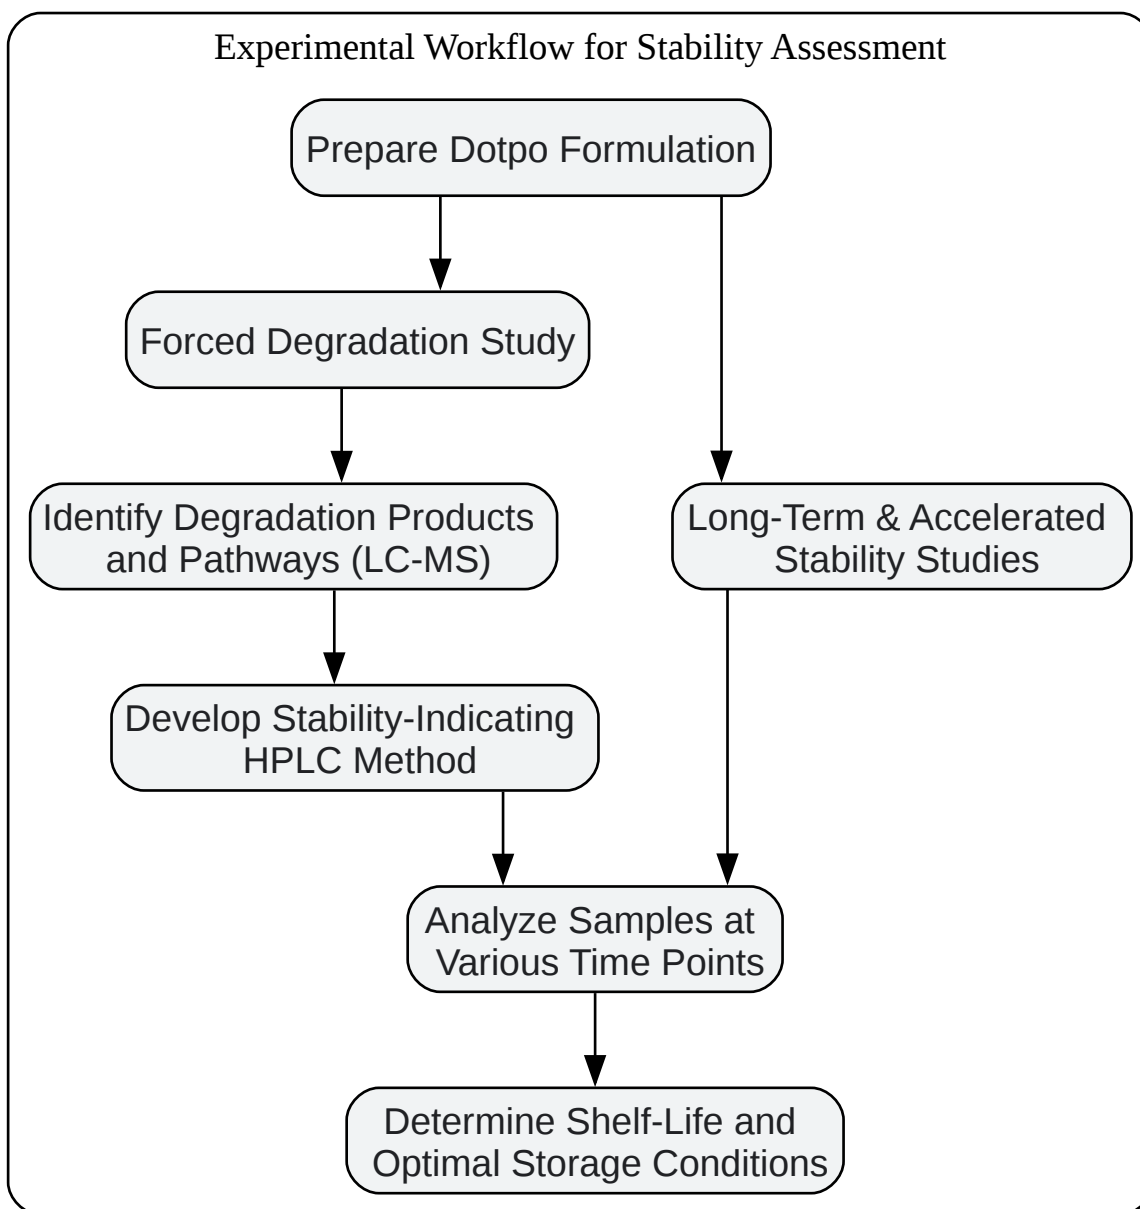 Experimental Workflow for Stability Assessment
Prepare Dotpo Formulation
Forced Degradation Study
Identify Degradation Products
and Pathways (LC-MS)
Long-Term & Accelerated
Stability Studies
Develop Stability-Indicating
HPLC Method
Analyze Samples at
Various Time Points
Determine Shelf-Life and
Optimal Storage Conditions